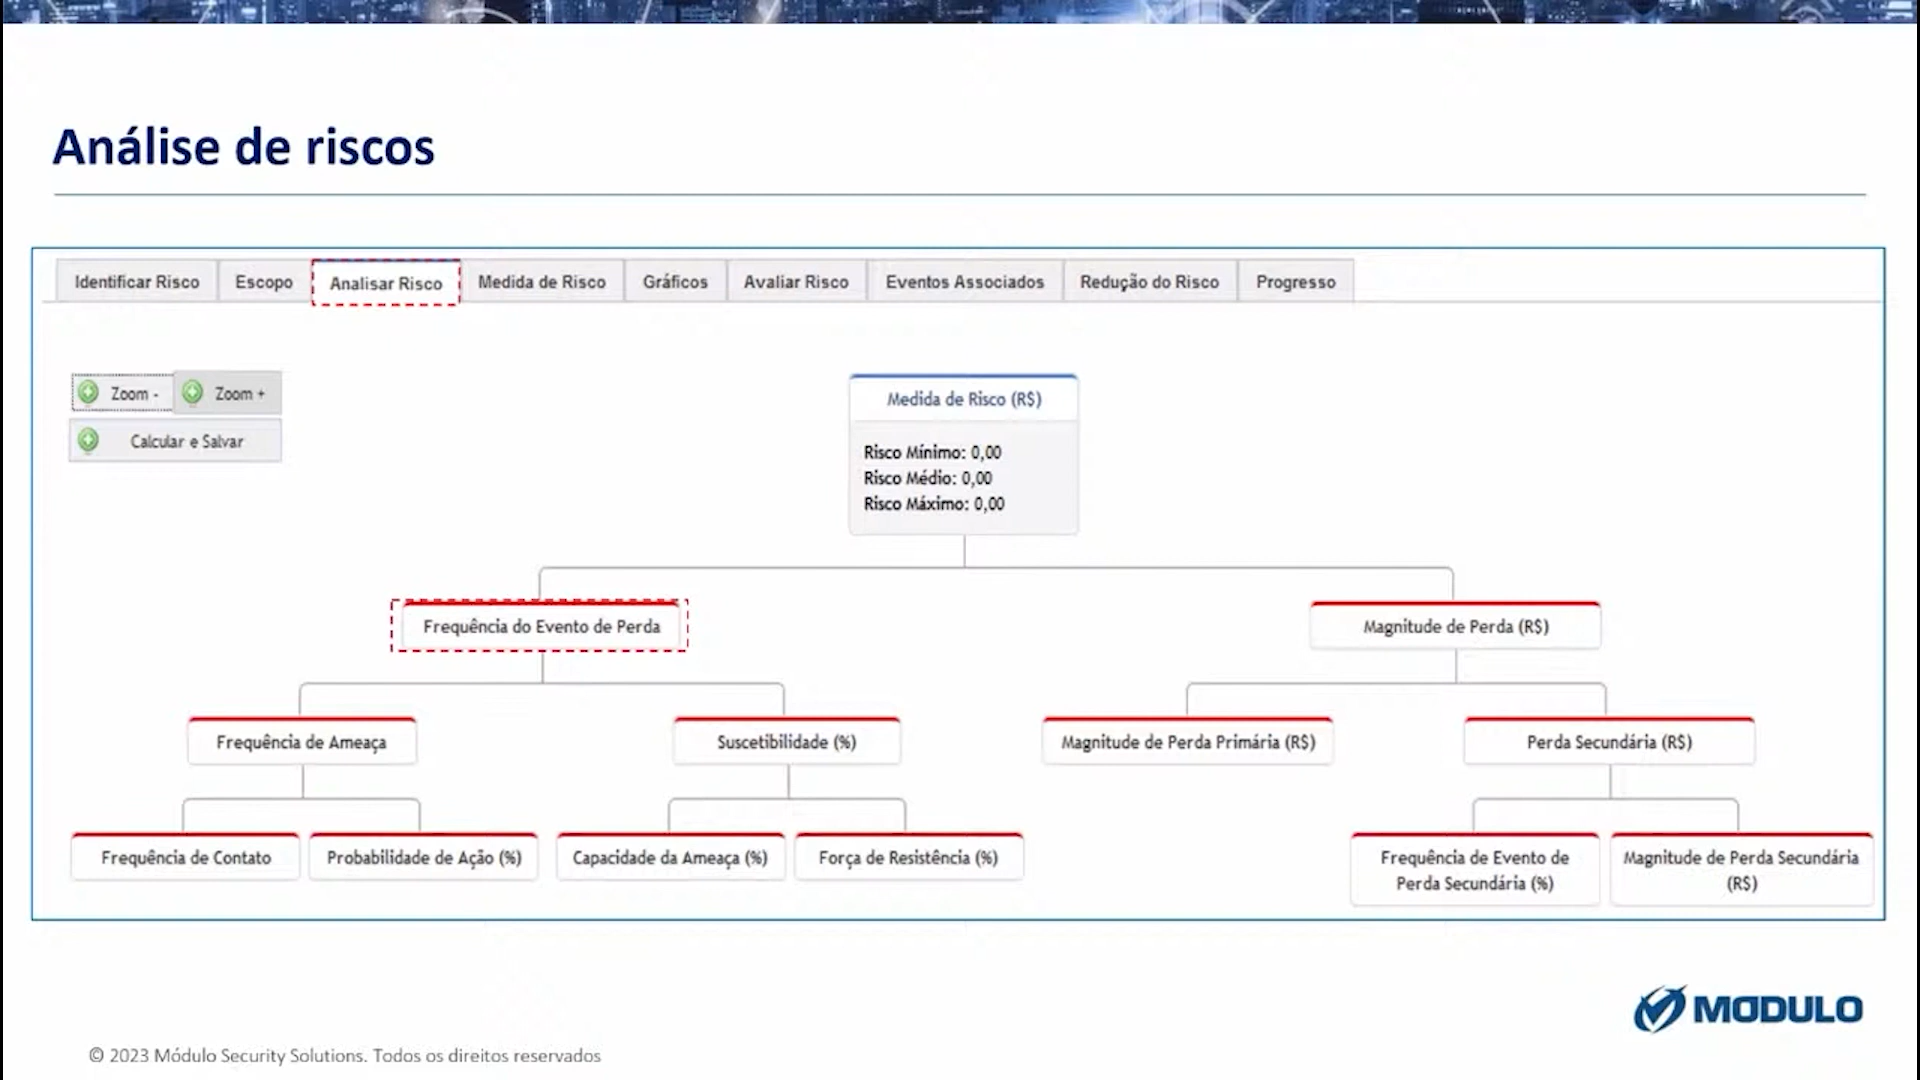 Análise de riscos
Identificar Risco Escopo Analisar Risco Medida de Risco Gráficos Avaliar Risco Eventos Associados Redução do Risco Progresso
Zoom - Zoom +
Calcular e Salvar
Medida de Risco (R$)
Risco Mínimo: 0,00
Risco Médio: 0,00
Risco Máximo: 0,00
Frequência do Evento de Perda
Magnitude de Perda (R$)
Frequência de Ameaça
Suscetibilidade (%)
Magnitude de Perda Primária (R$)
Perda Secundária (R$)
Frequência de Contato
Probabilidade de Ação (%)
Capacidade da Ameaça (%)
Força de Resistência (%)
Frequência de Evento de
Perda Secundária (%)
Magnitude de Perda Secundária
(R$)
MODULO
© 2023 Módulo Security Solutions. Todos os direitos reservados